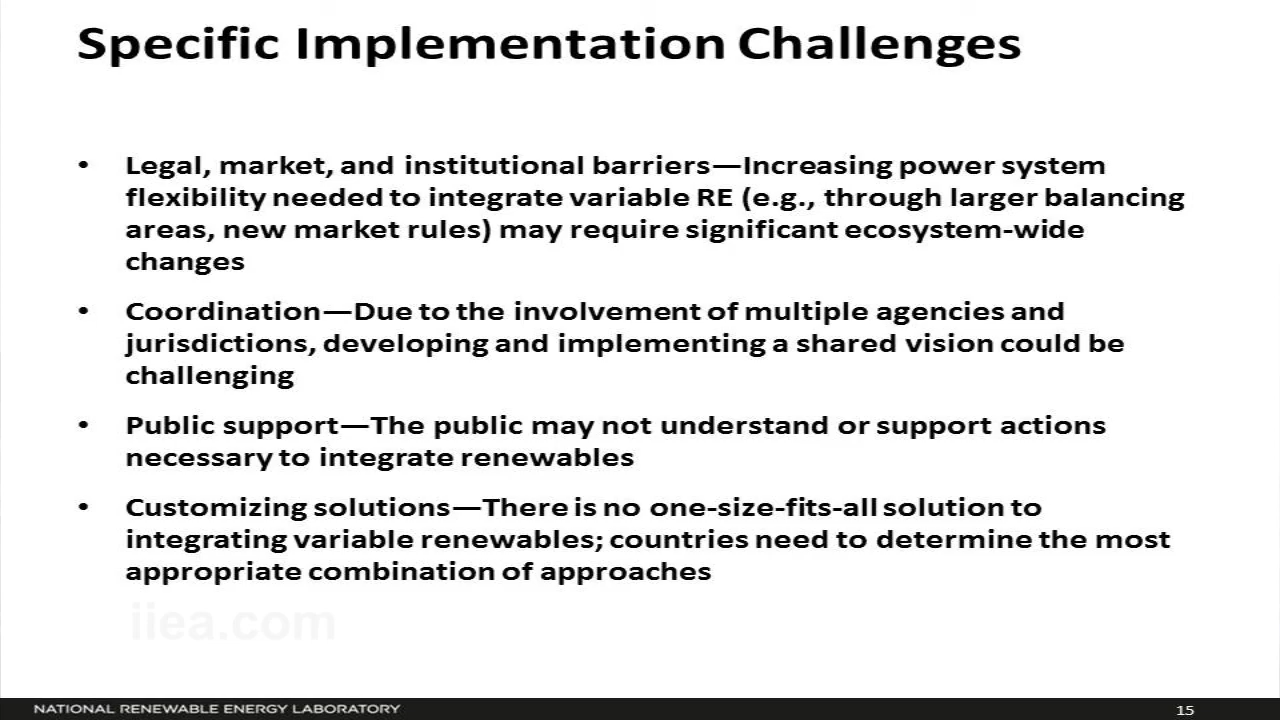 Specific Implementation Challenges
• Legal, market, and institutional barriers—Increasing power system
flexibility needed to integrate variable RE (e.g., through larger balancing
areas, new market rules) may require significant ecosystem-wide
changes
• Coordination—Due to the involvement of multiple agencies and
jurisdictions, developing and implementing a shared vision could be
challenging
• Public support—The public may not understand or support actions
necessary to integrate renewables
• Customizing solutions—There is no one-size-fits-all solution to
integrating variable renewables; countries need to determine the most
appropriate combination of approaches
iiea.com
NATIONAL RENEWABLE ENERGY LABORATORY
15